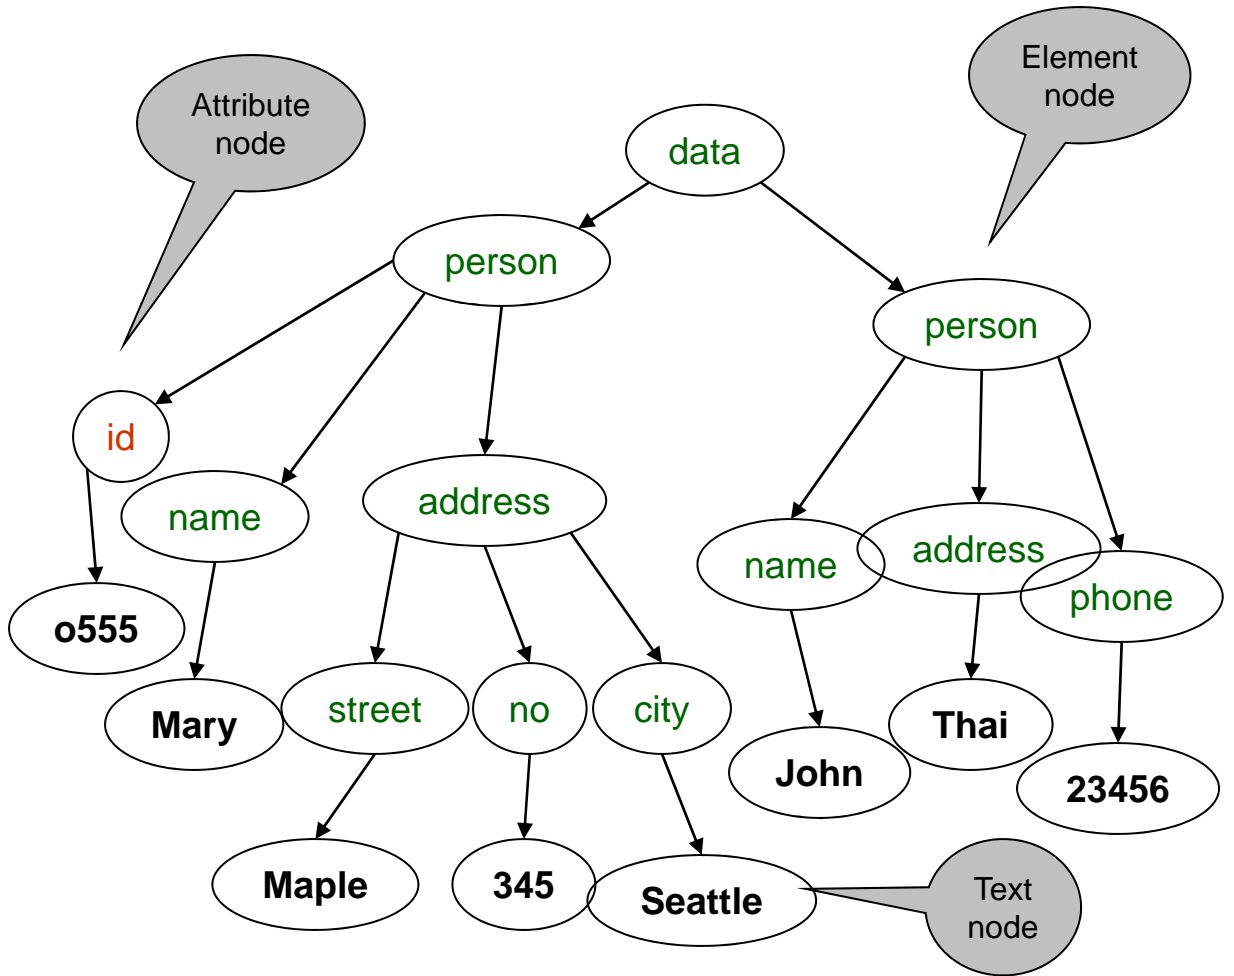 Element
node
Attribute
node
data
person
person
id
name
address
name
address
phone
o555
Mary
street
no
city
John
Thai
23456
Maple
345
Seattle
Text
node